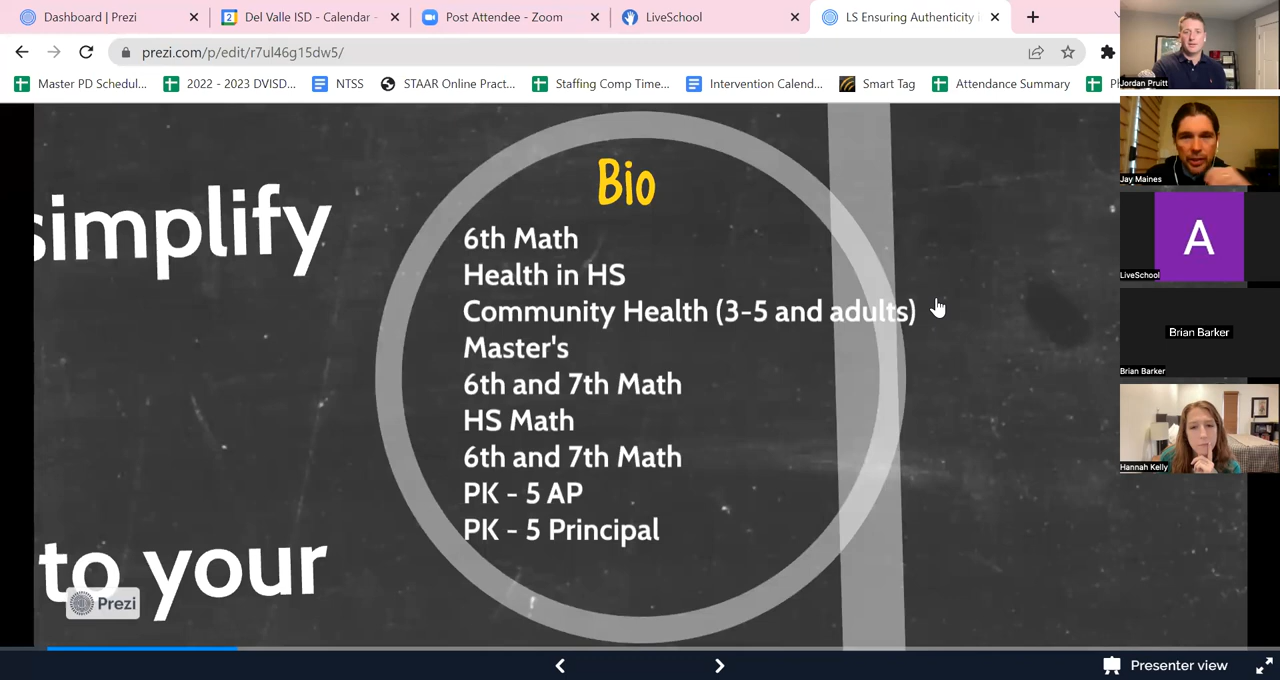 Dashboard | Prezi
Del Valle ISD - Calendar -
Post Attendee - Zoom
LiveSchool
LS Ensuring Authenticity
prezi.com/p/edit/r7ul46g15dw5/
Master PD Schedul...
2022 - 2023 DVISD...
NTSS
STAAR Online Pract...
Staffing Comp Time...
Intervention Calend...
Smart Tag
Attendance Summary
simplify
to your
Bio
6th Math
Health in HS
Community Health (3-5 and adults)
Master's
6th and 7th Math
HS Math
6th and 7th Math
PK - 5 AP
PK - 5 Principal
Prezi
Presenter view
Jordan Pruitt
Jay Maines
A
LiveSchool
Brian Barker
Brian Barker
Hannah Kelly